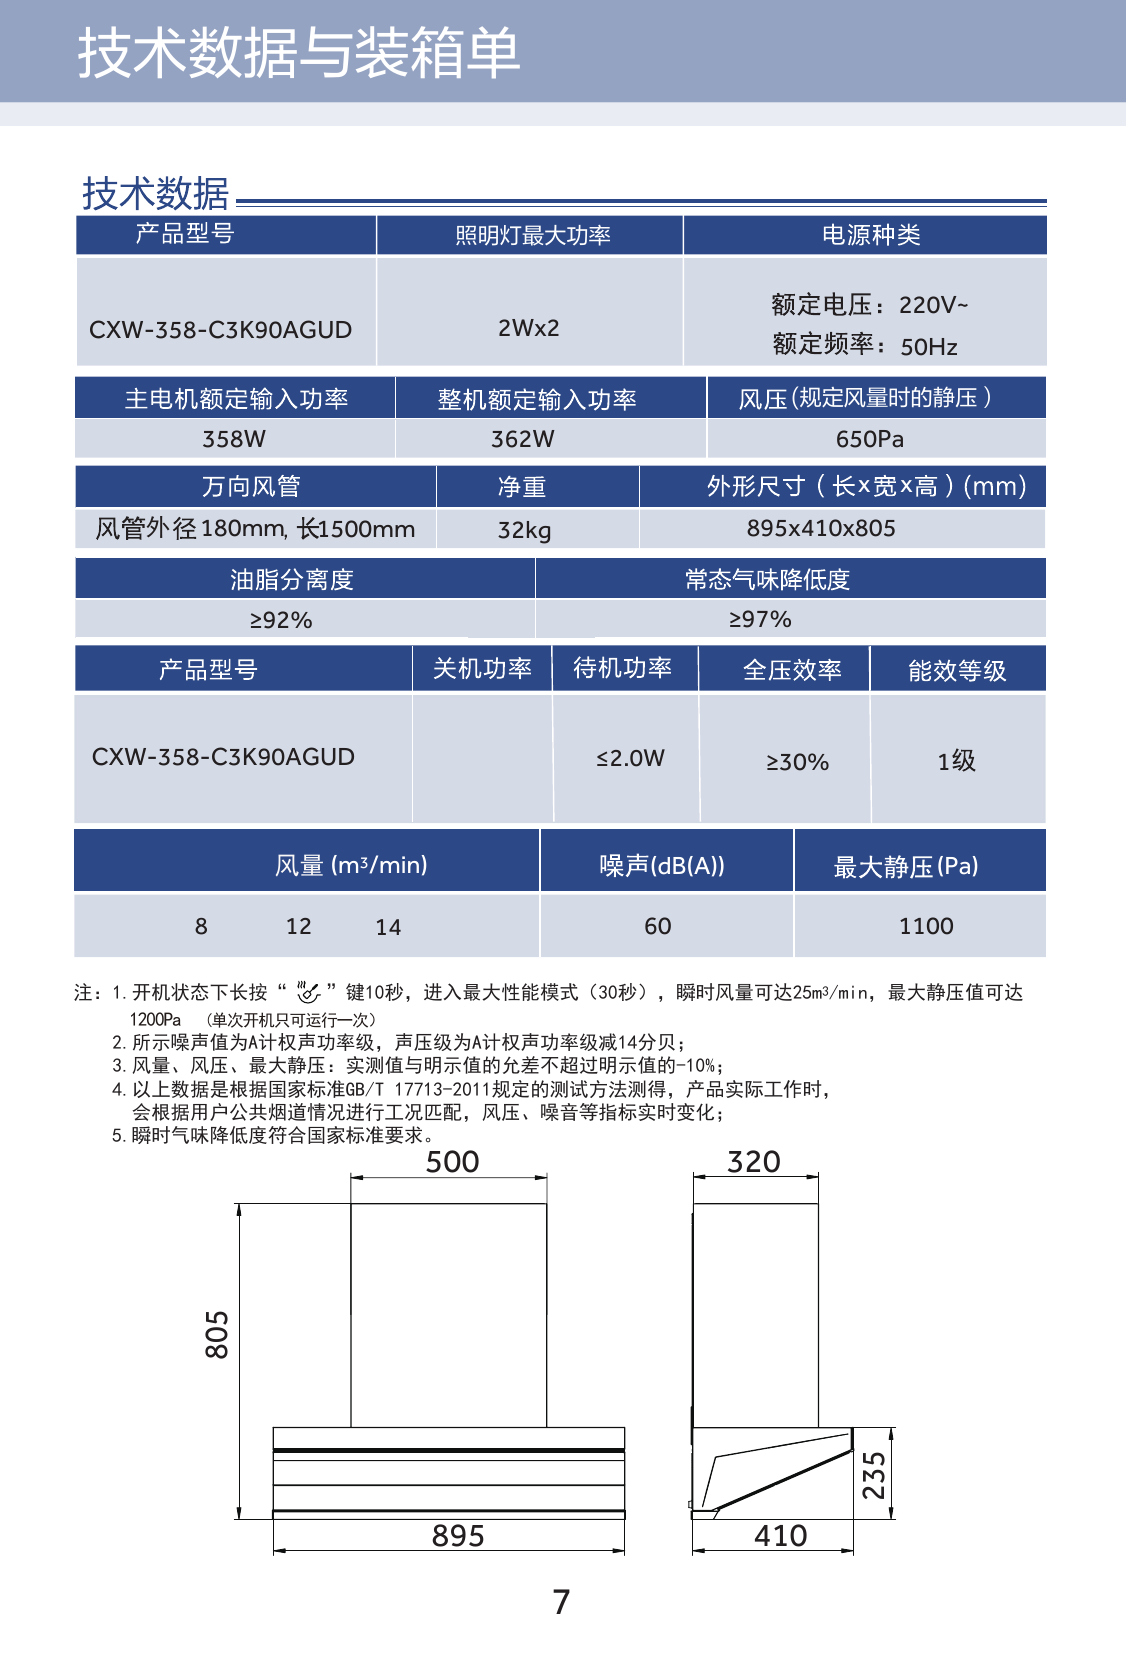 技术数据与装箱单
技术数据
产品型号 照明灯最大功率 电源种类
CXW-358-C3K90AGUD 2Wx2 额定电压：220V~
额定频率：50Hz
主电机额定输入功率 整机额定输入功率 风压(规定风量时的静压)
358W 362W 650Pa
万向风管 净重 外形尺寸(长x宽x高)(mm)
风管外径180mm,长1500mm 32kg 895x410x805
油脂分离度 常态气味降低度
≥92% ≥97%
产品型号 关机功率 待机功率 全压效率 能效等级
CXW-358-C3K90AGUD ≤2.0W ≥30% 1级
风量 (m³/min) 噪声(dB(A)) 最大静压(Pa)
8 12 14 60 1100
注：1.开机状态下长按“ ”键10秒，进入最大性能模式（30秒），瞬时风量可达25m³/min，最大静压值可达
1200Pa （单次开机只可运行一次）
2.所示噪声值为A计权声功率级，声压级为A计权声功率级减14分贝；
3.风量、风压、最大静压：实测值与明示值的允差不超过明示值的-10%；
4.以上数据是根据国家标准GB/T 17713-2011规定的测试方法测得，产品实际工作时，
会根据用户公共烟道情况进行工况匹配，风压、噪音等指标实时变化；
5.瞬时气味降低度符合国家标准要求。
500 320
805
235
895 410
7